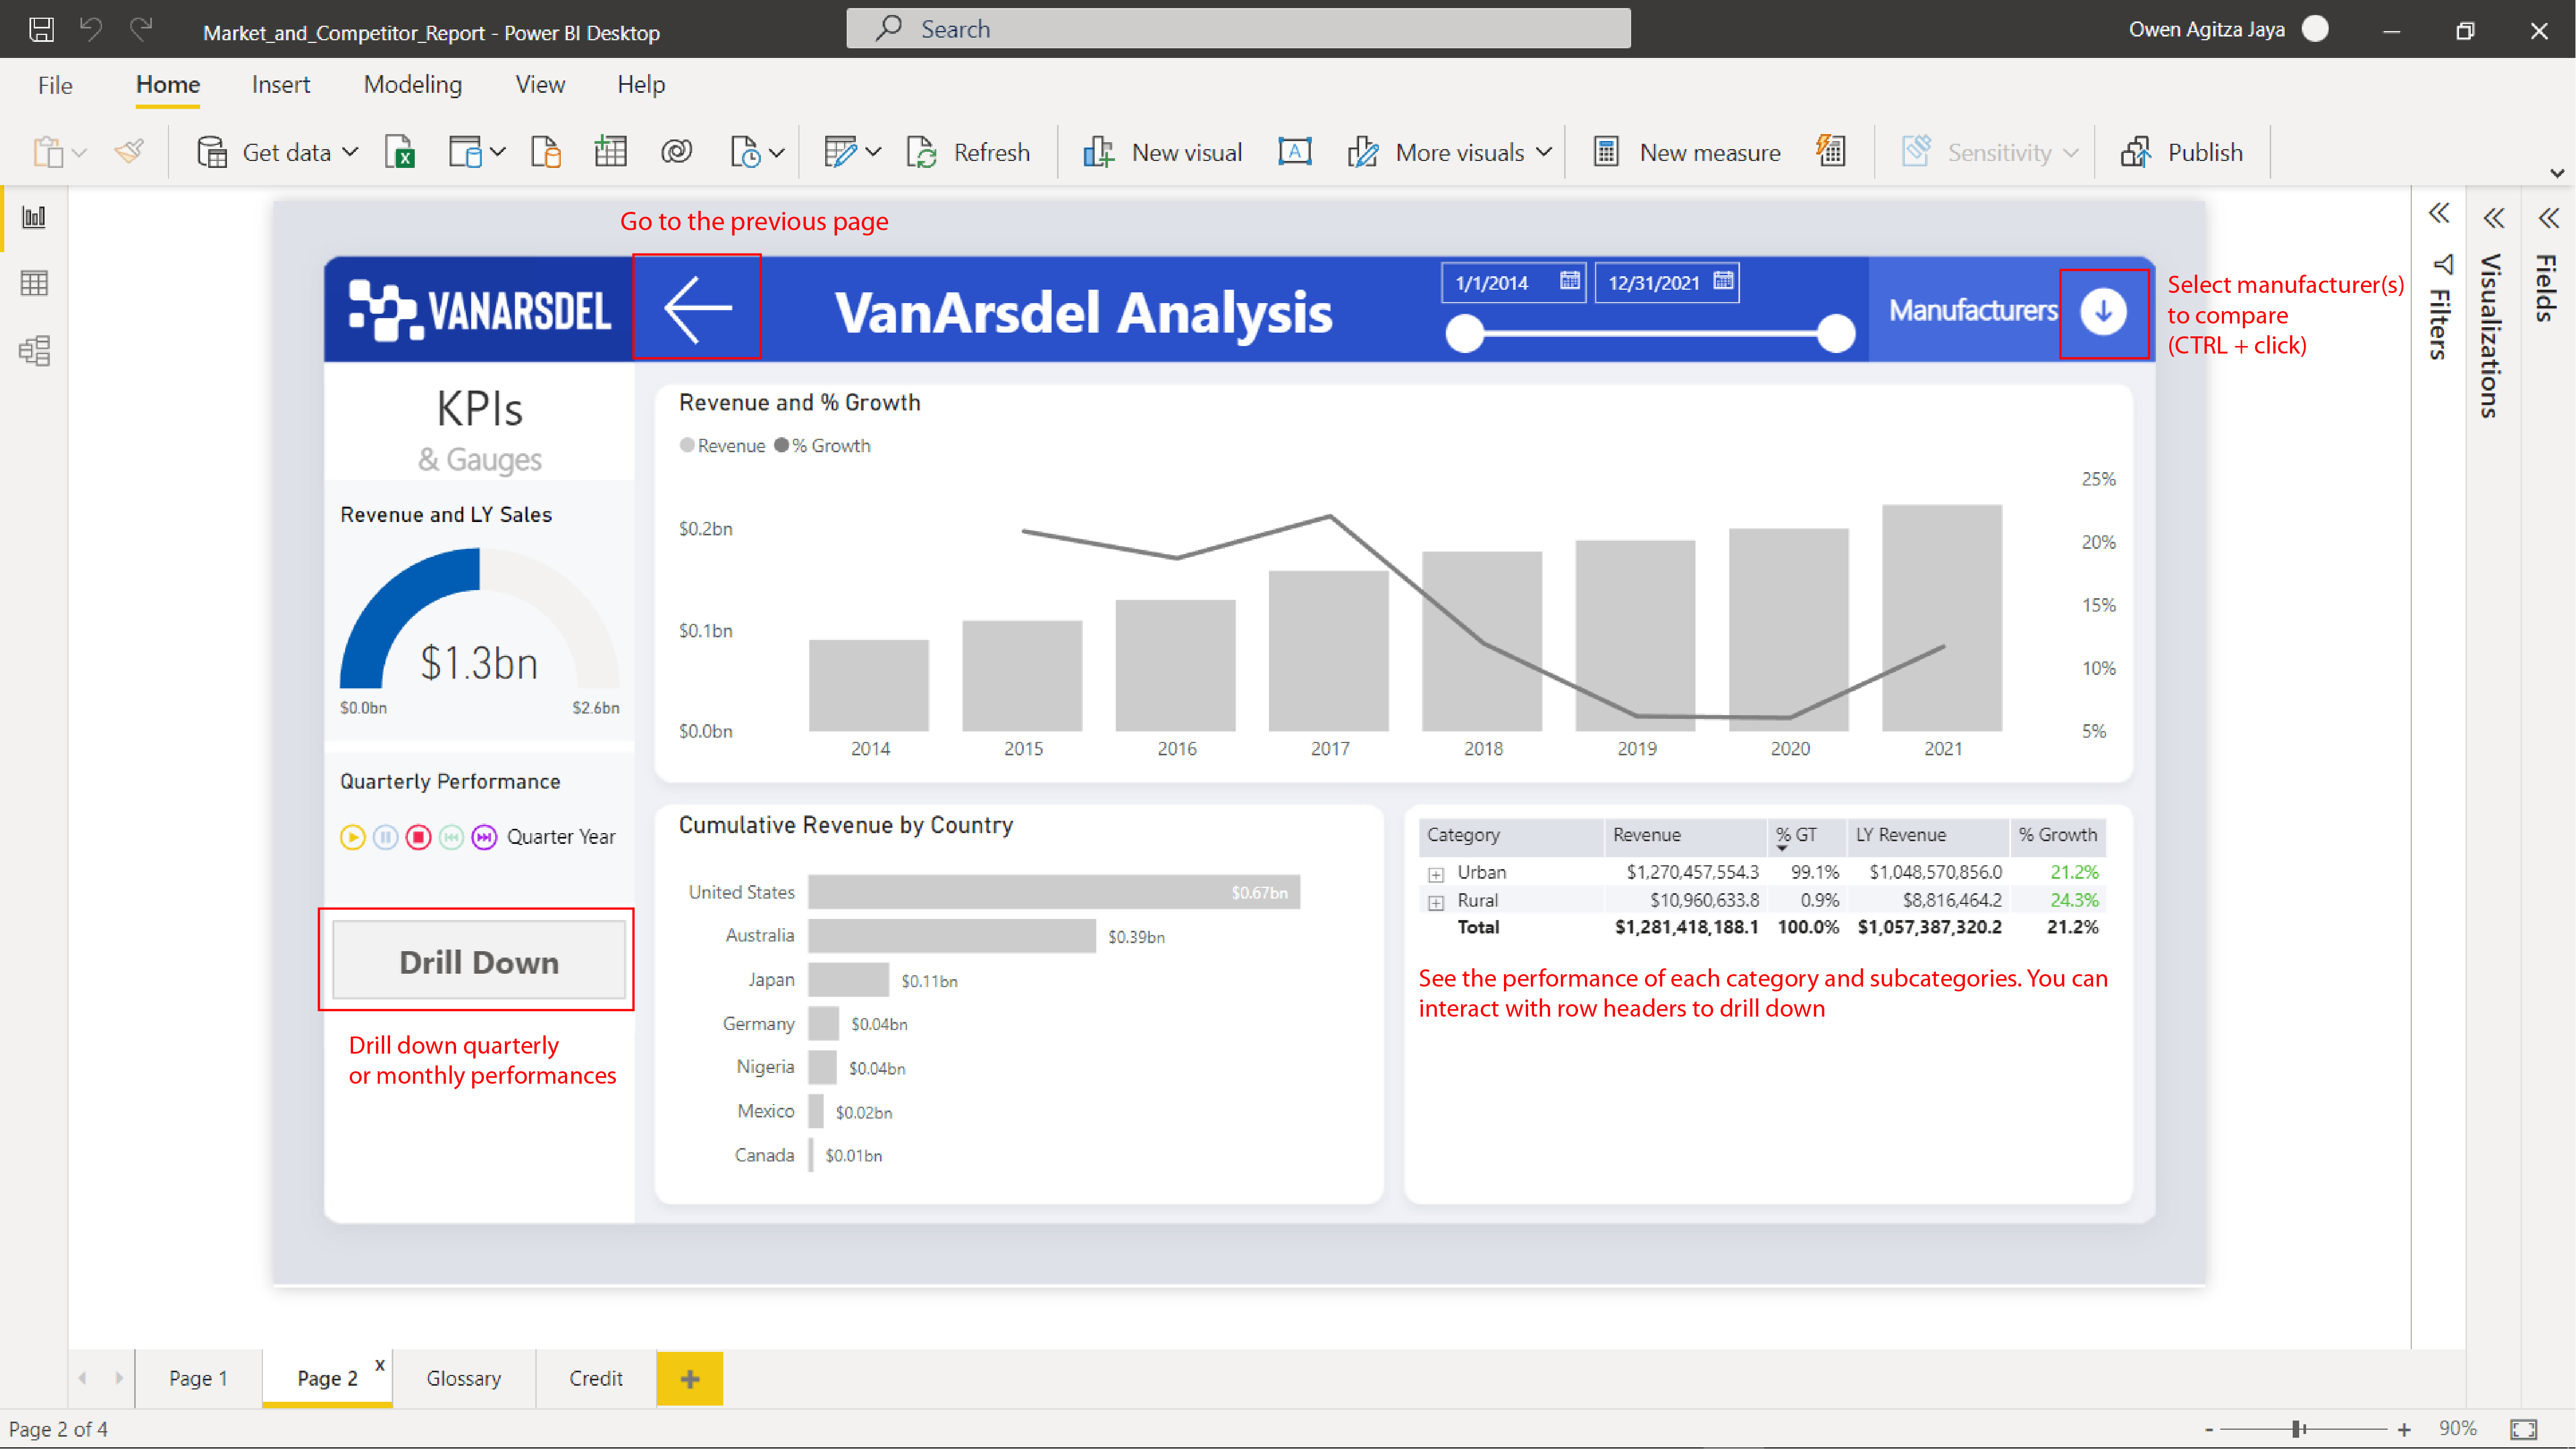 Market_and_Competitor_Report - Power BI Desktop
Search
Owen Agitza Jaya
File Home Insert Modeling View Help
Get data Refresh New visual More visuals New measure Sensitivity Publish
Go to the previous page
VANARSDEL
VanArsdel Analysis
1/1/2014 12/31/2021
Manufacturers
Select manufacturer(s)
to compare
(CTRL + click)
Filters
Visualizations
Fields
KPIs
& Gauges
Revenue and LY Sales
$1.3bn
$0.0bn $2.6bn
Quarterly Performance
Quarter Year
Drill Down
Drill down quarterly
or monthly performances
Revenue and % Growth
Revenue % Growth
25%
$0.2bn
20%
15%
$0.1bn
10%
$0.0bn 5%
2014 2015 2016 2017 2018 2019 2020 2021
Cumulative Revenue by Country
United States $0.67bn
Australia $0.39bn
Japan $0.11bn
Germany $0.04bn
Nigeria $0.04bn
Mexico $0.02bn
Canada $0.01bn
Category Revenue % GT LY Revenue % Growth
Urban $1,270,457,554.3 99.1% $1,048,570,856.0 21.2%
Rural $10,960,633.8 0.9% $8,816,464.2 24.3%
Total $1,281,418,188.1 100.0% $1,057,387,320.2 21.2%
See the performance of each category and subcategories. You can
interact with row headers to drill down
Page 1 Page 2 x Glossary Credit +
Page 2 of 4
- + 90%